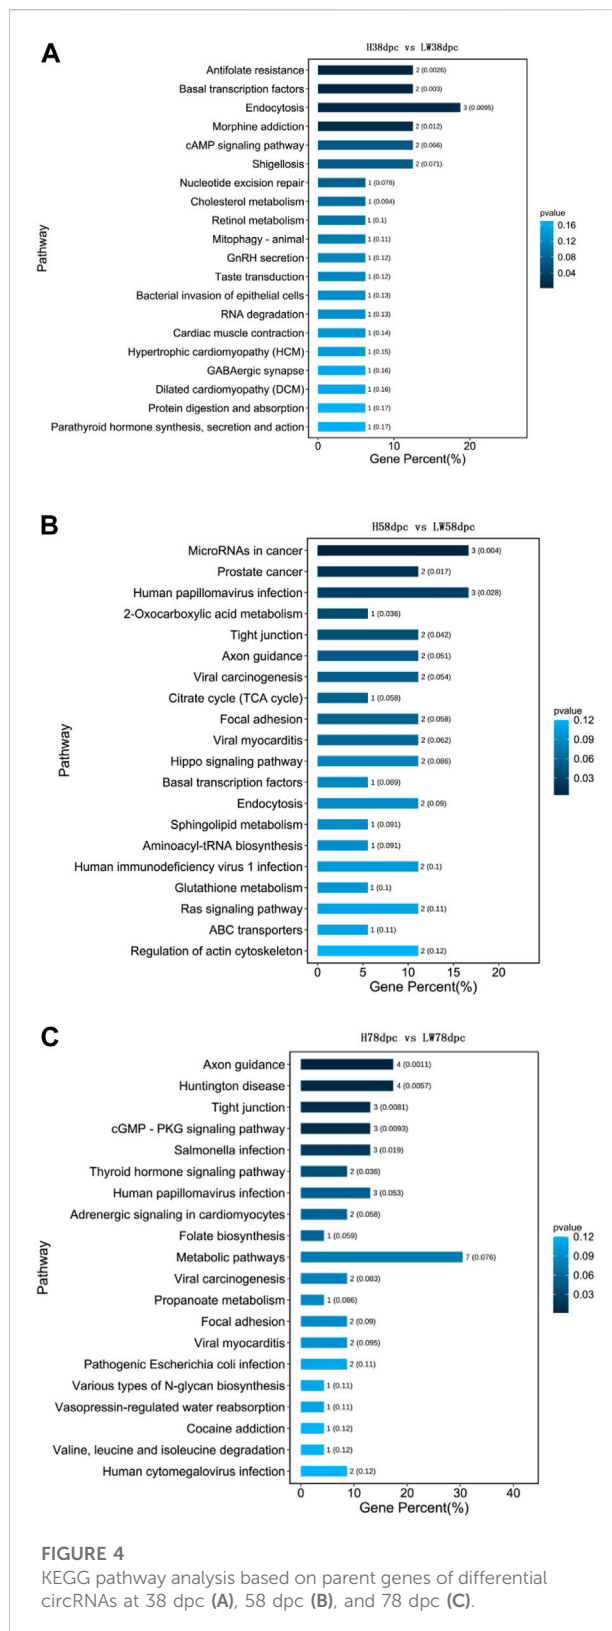 A
H38dpc vs LW38dpc
Antifolate resistance 2 (0.0026)
Basal transcription factors 2 (0.003)
Endocytosis 3 (0.0095)
Morphine addiction 2 (0.012)
cAMP signaling pathway 2 (0.066)
Shigellosis 2 (0.071)
Nucleotide excision repair 1 (0.078)
Cholesterol metabolism 1 (0.094)
Retinol metabolism 1 (0.1)
Mitophagy - animal 1 (0.11)
GnRH secretion 1 (0.12)
Taste transduction 1 (0.12)
Bacterial invasion of epithelial cells 1 (0.13)
RNA degradation 1 (0.13)
Cardiac muscle contraction 1 (0.14)
Hypertrophic cardiomyopathy (HCM) 1 (0.15)
GABAergic synapse 1 (0.16)
Dilated cardiomyopathy (DCM) 1 (0.16)
Protein digestion and absorption 1 (0.17)
Parathyroid hormone synthesis, secretion and action 1 (0.17)
0 10 20
Gene Percent(%)
Pathway
pvalue
0.16
0.12
0.08
0.04
B
H58dpc vs LW58dpc
MicroRNAs in cancer 3 (0.004)
Prostate cancer 2 (0.017)
Human papillomavirus infection 3 (0.028)
2-Oxocarboxylic acid metabolism 1 (0.036)
Tight junction 2 (0.042)
Axon guidance 2 (0.051)
Viral carcinogenesis 2 (0.054)
Citrate cycle (TCA cycle) 1 (0.058)
Focal adhesion 2 (0.058)
Viral myocarditis 2 (0.062)
Hippo signaling pathway 2 (0.086)
Basal transcription factors 1 (0.089)
Endocytosis 2 (0.09)
Sphingolipid metabolism 1 (0.091)
Aminoacyl-tRNA biosynthesis 1 (0.091)
Human immunodeficiency virus 1 infection 2 (0.1)
Glutathione metabolism 1 (0.1)
Ras signaling pathway 2 (0.11)
ABC transporters 1 (0.11)
Regulation of actin cytoskeleton 2 (0.12)
0 5 10 15 20
Gene Percent(%)
Pathway
pvalue
0.12
0.09
0.06
0.03
C
H78dpc vs LW78dpc
Axon guidance 4 (0.0011)
Huntington disease 4 (0.0057)
Tight junction 3 (0.0081)
cGMP - PKG signaling pathway 3 (0.0093)
Salmonella infection 3 (0.019)
Thyroid hormone signaling pathway 2 (0.036)
Human papillomavirus infection 3 (0.053)
Adrenergic signaling in cardiomyocytes 2 (0.058)
Folate biosynthesis 1 (0.059)
Metabolic pathways 7 (0.076)
Viral carcinogenesis 2 (0.083)
Propanoate metabolism 1 (0.086)
Focal adhesion 2 (0.09)
Viral myocarditis 2 (0.095)
Pathogenic Escherichia coli infection 2 (0.11)
Various types of N-glycan biosynthesis 1 (0.11)
Vasopressin-regulated water reabsorption 1 (0.11)
Cocaine addiction 1 (0.12)
Valine, leucine and isoleucine degradation 1 (0.12)
Human cytomegalovirus infection 2 (0.12)
0 10 20 30 40
Gene Percent(%)
Pathway
pvalue
0.12
0.09
0.06
0.03
FIGURE 4
KEGG pathway analysis based on parent genes of differential
circRNAs at 38 dpc (A), 58 dpc (B), and 78 dpc (C).